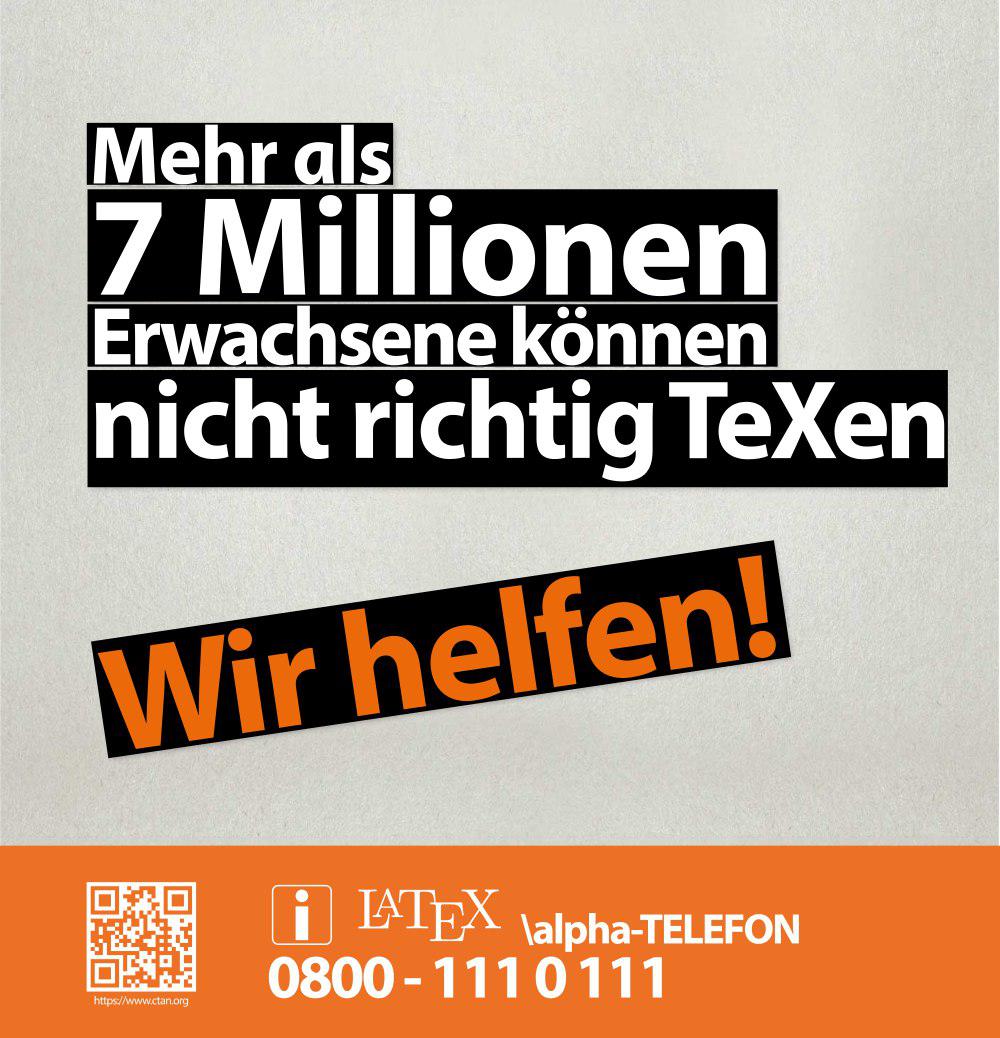 Mehr als
7 Millionen
Erwachsene können
nicht richtig TeXen
Wir helfen!
i LATEX \alpha-TELEFON
0800 - 111 0 111
https://www.ctan.org